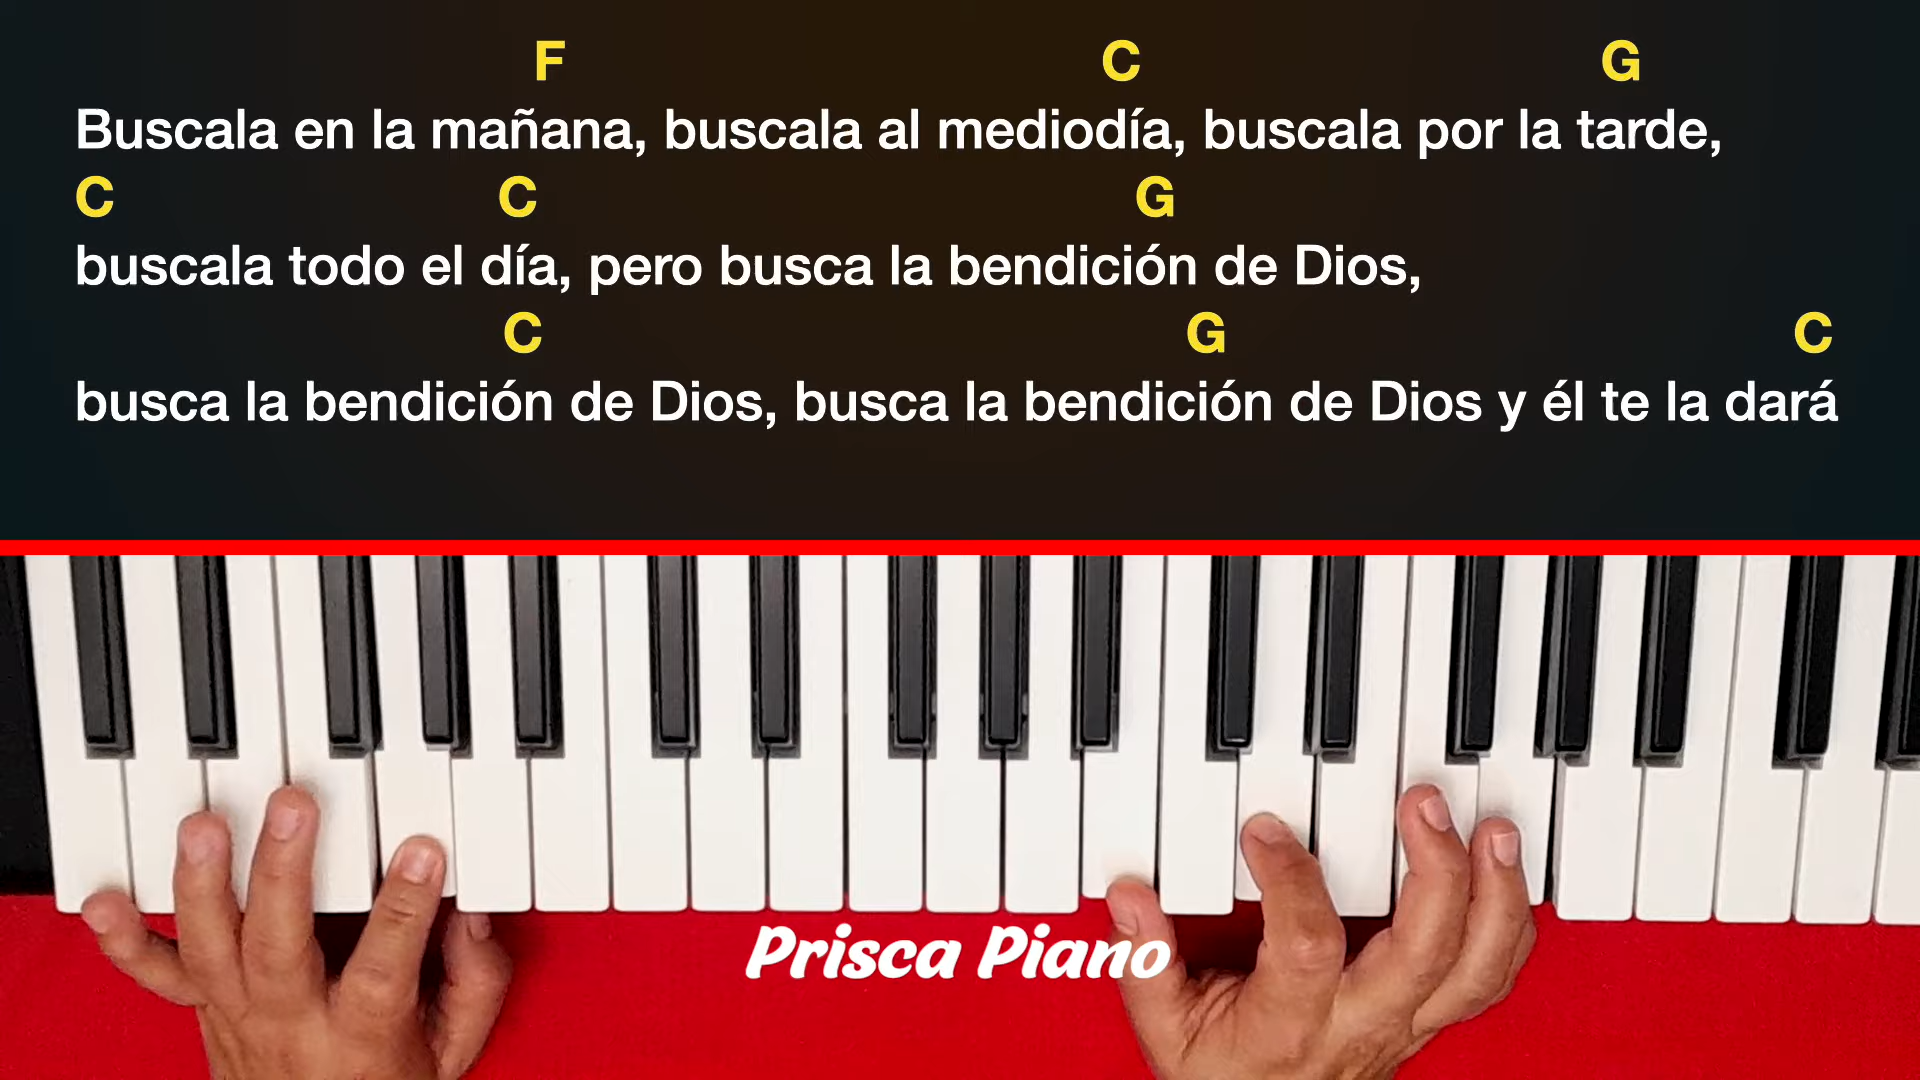 F C G
Buscala en la mañana, buscala al mediodía, buscala por la tarde,
C C G
buscala todo el día, pero busca la bendición de Dios,
C G C
busca la bendición de Dios, busca la bendición de Dios y él te la dará
Prisca Piano